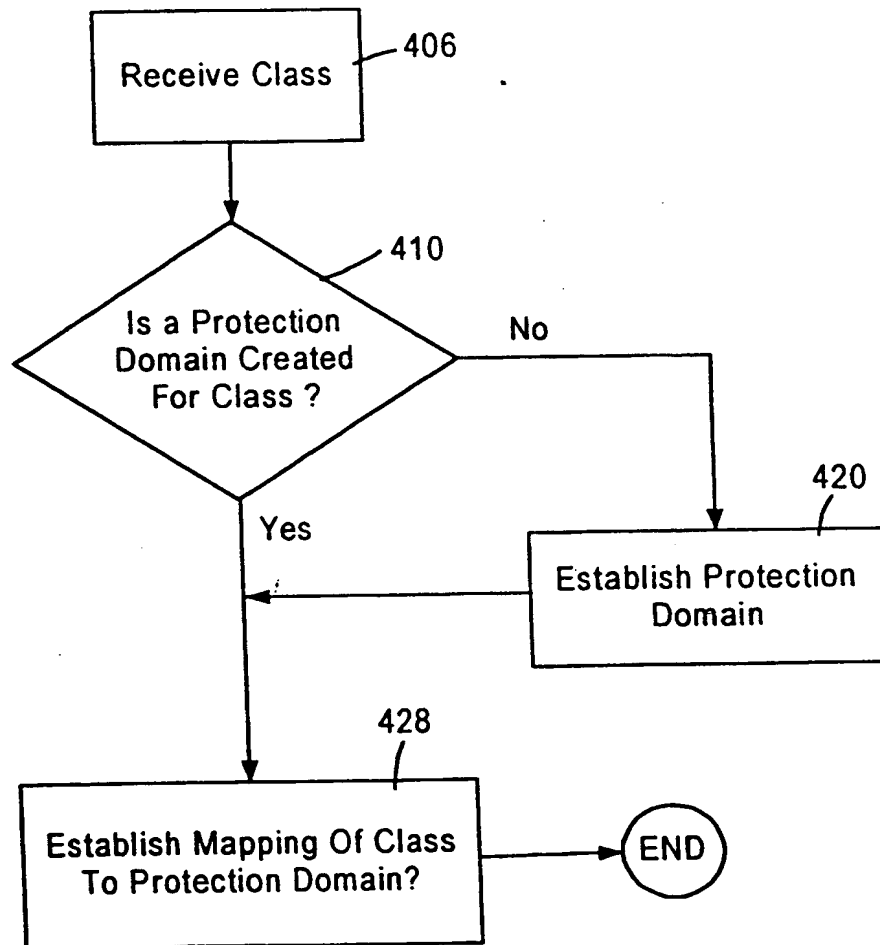 406
Receive Class
410
Is a Protection
Domain Created
For Class ?
No
Yes
420
Establish Protection
Domain
428
Establish Mapping Of Class
To Protection Domain?
END